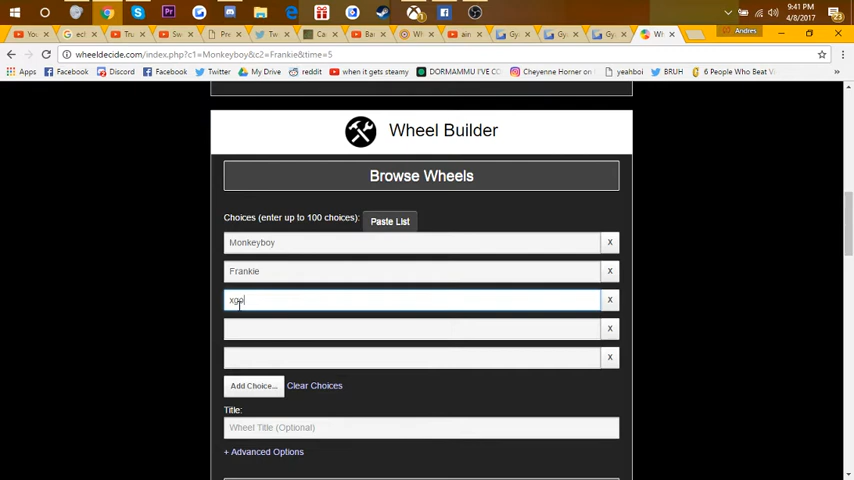 9:41 PM
4/8/2017
23
Andres
wheeldecide.com/index.php?c1=Monkeyboy&c2=Frankie&time=5
Apps Facebook Discord My Drive reddit when it gets steamy Twitter DORMAMMU I'VE C Cheyenne Horner on yeahboi BRUH 6 People Who Beat V
Wheel Builder
Browse Wheels
Choices (enter up to 100 choices): Paste List
Monkeyboy X
Frankie X
xgo X
X
X
Add Choice... Clear Choices
Title:
Wheel Title (Optional)
+ Advanced Options